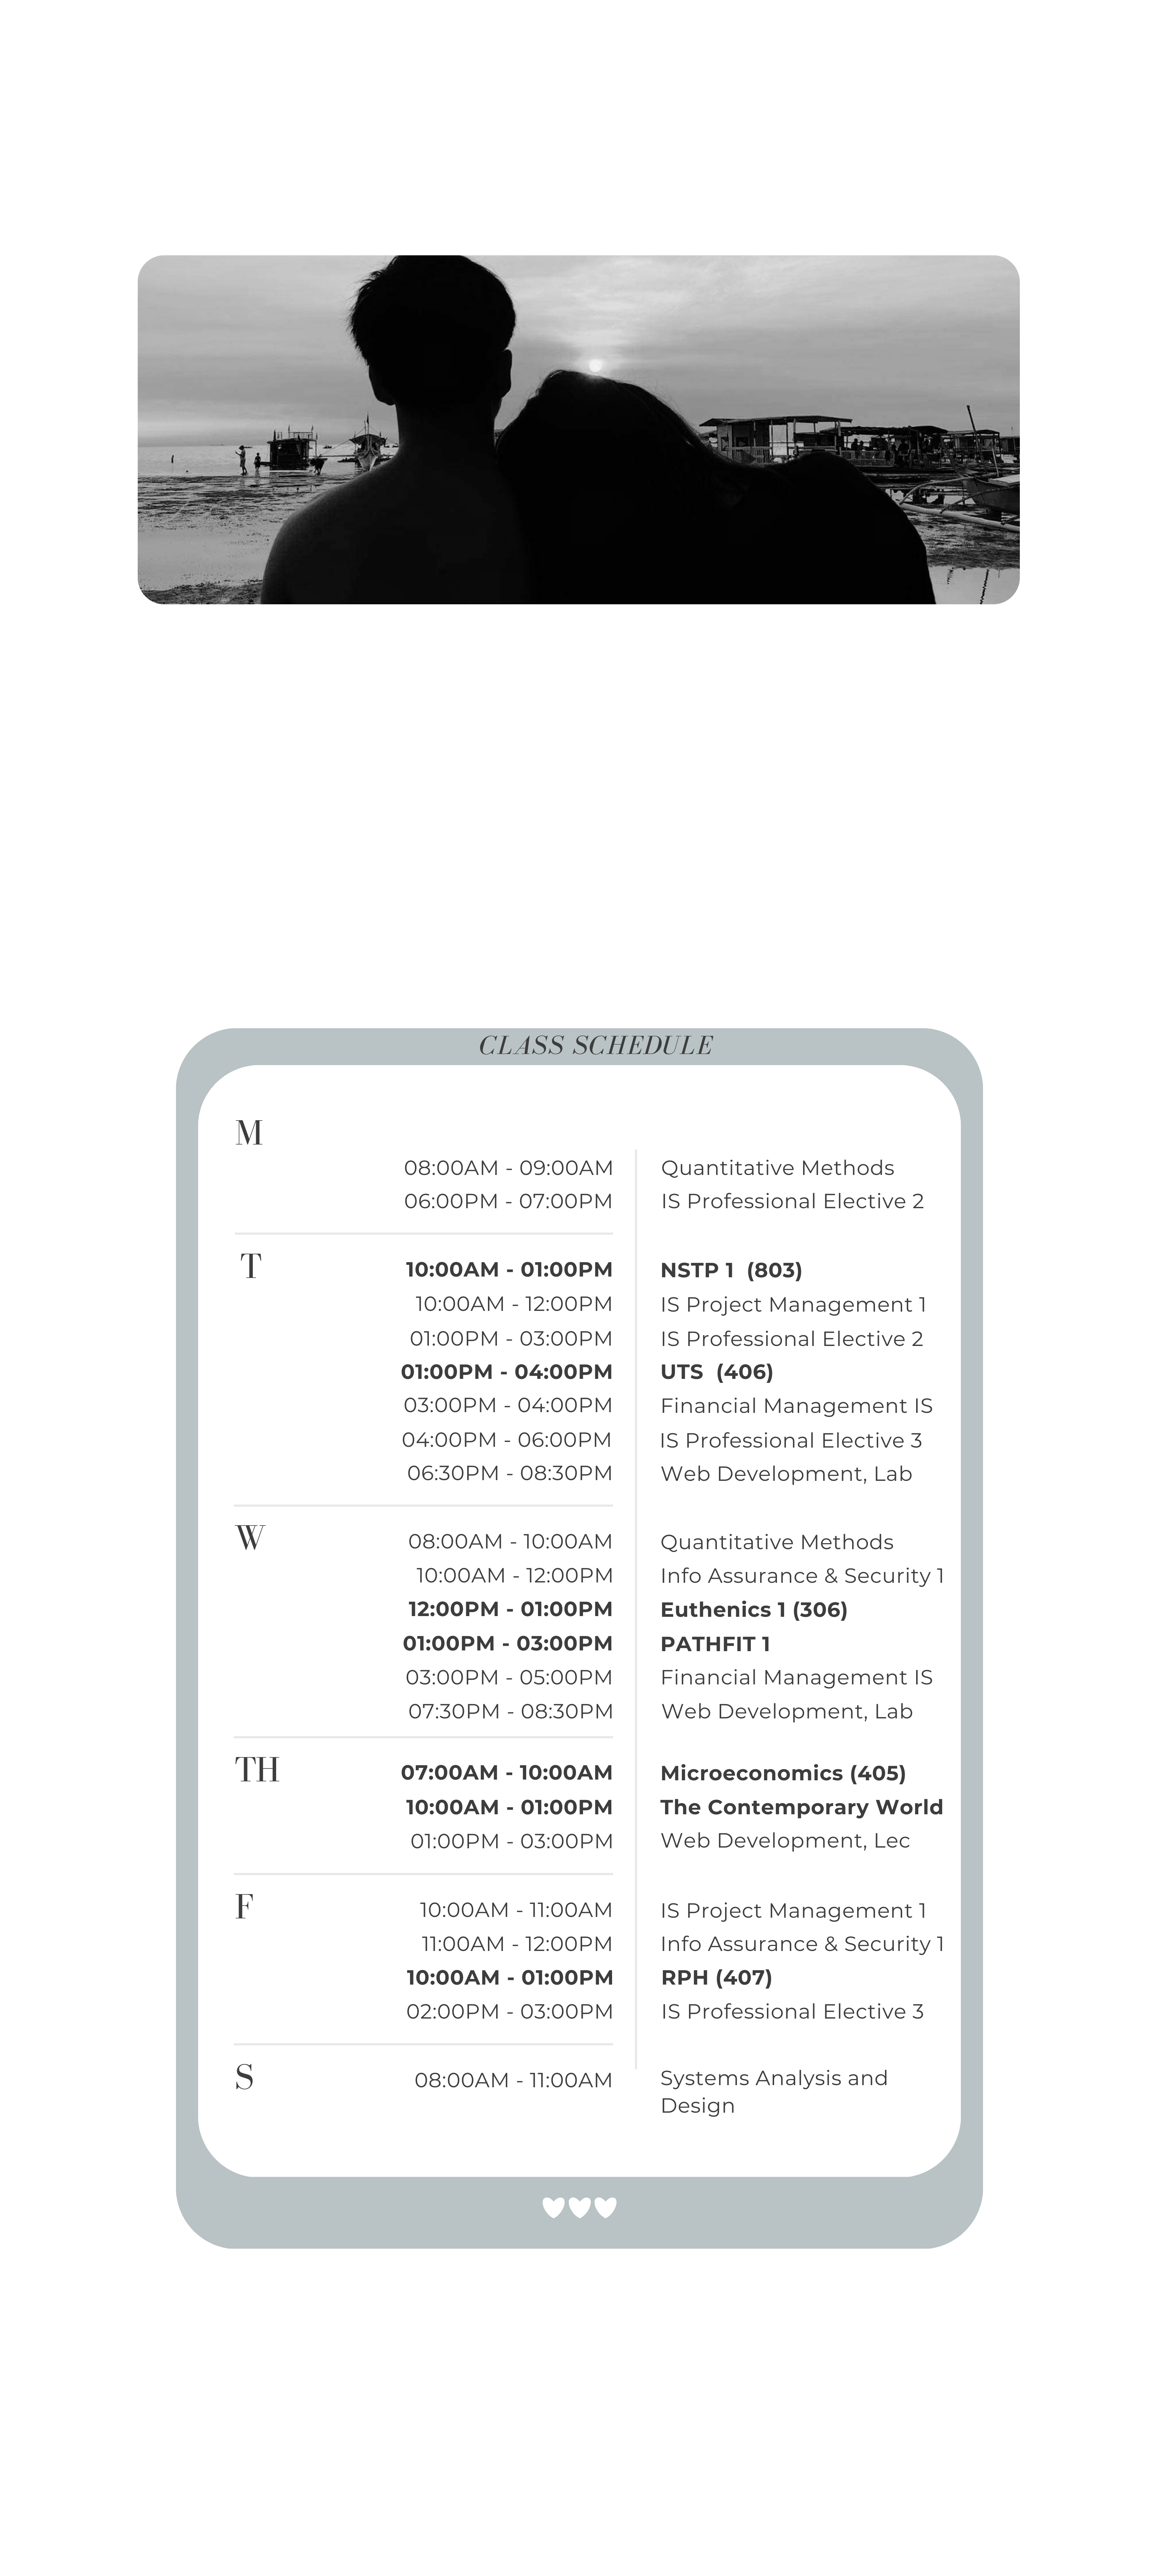 CLASS SCHEDULE
M
08:00AM - 09:00AM Quantitative Methods
06:00PM - 07:00PM IS Professional Elective 2
T 10:00AM - 01:00PM NSTP 1 (803)
10:00AM - 12:00PM IS Project Management 1
01:00PM - 03:00PM IS Professional Elective 2
01:00PM - 04:00PM UTS (406)
03:00PM - 04:00PM Financial Management IS
04:00PM - 06:00PM IS Professional Elective 3
06:30PM - 08:30PM Web Development, Lab
W 08:00AM - 10:00AM Quantitative Methods
10:00AM - 12:00PM Info Assurance & Security 1
12:00PM - 01:00PM Euthenics 1 (306)
01:00PM - 03:00PM PATHFIT 1
03:00PM - 05:00PM Financial Management IS
07:30PM - 08:30PM Web Development, Lab
TH 07:00AM - 10:00AM Microeconomics (405)
10:00AM - 01:00PM The Contemporary World
01:00PM - 03:00PM Web Development, Lec
F 10:00AM - 11:00AM IS Project Management 1
11:00AM - 12:00PM Info Assurance & Security 1
10:00AM - 01:00PM RPH (407)
02:00PM - 03:00PM IS Professional Elective 3
S 08:00AM - 11:00AM Systems Analysis and
Design